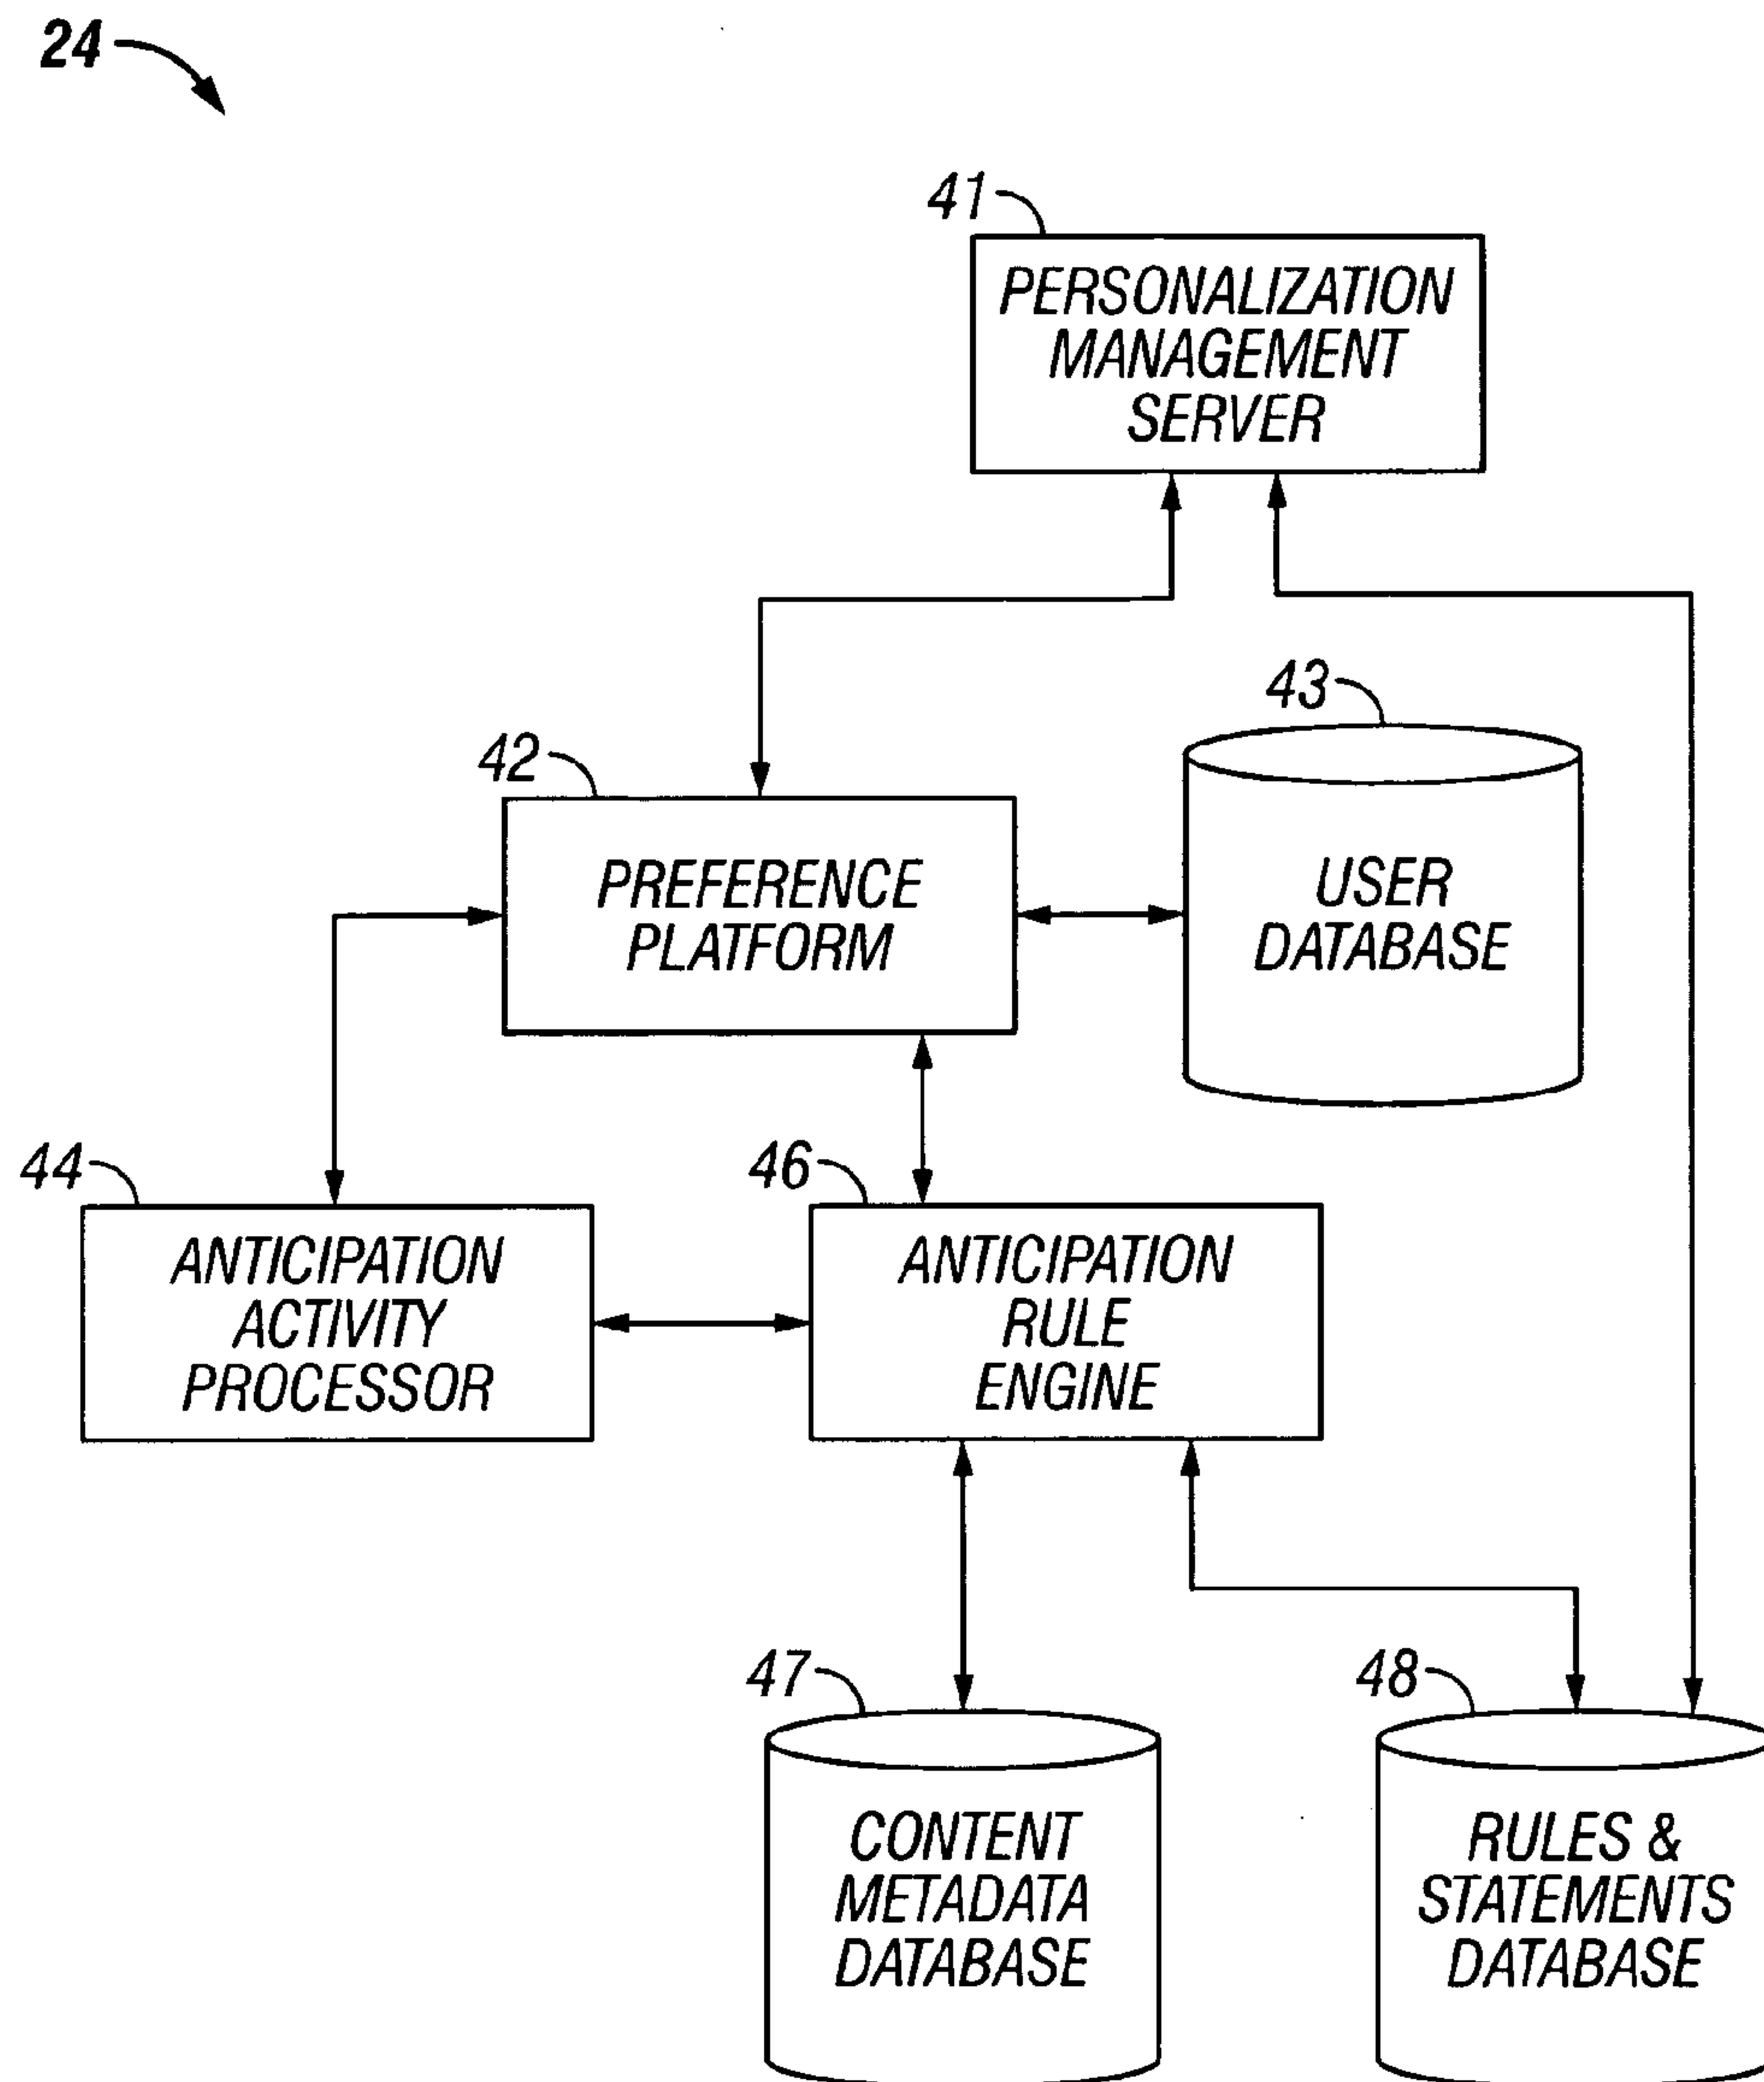 24
41
PERSONALIZATION
MANAGEMENT
SERVER
43
42
PREFERENCE
PLATFORM
USER
DATABASE
44
46
ANTICIPATION
ACTIVITY
PROCESSOR
ANTICIPATION
RULE
ENGINE
47
48
CONTENT
METADATA
DATABASE
RULES &
STATEMENTS
DATABASE